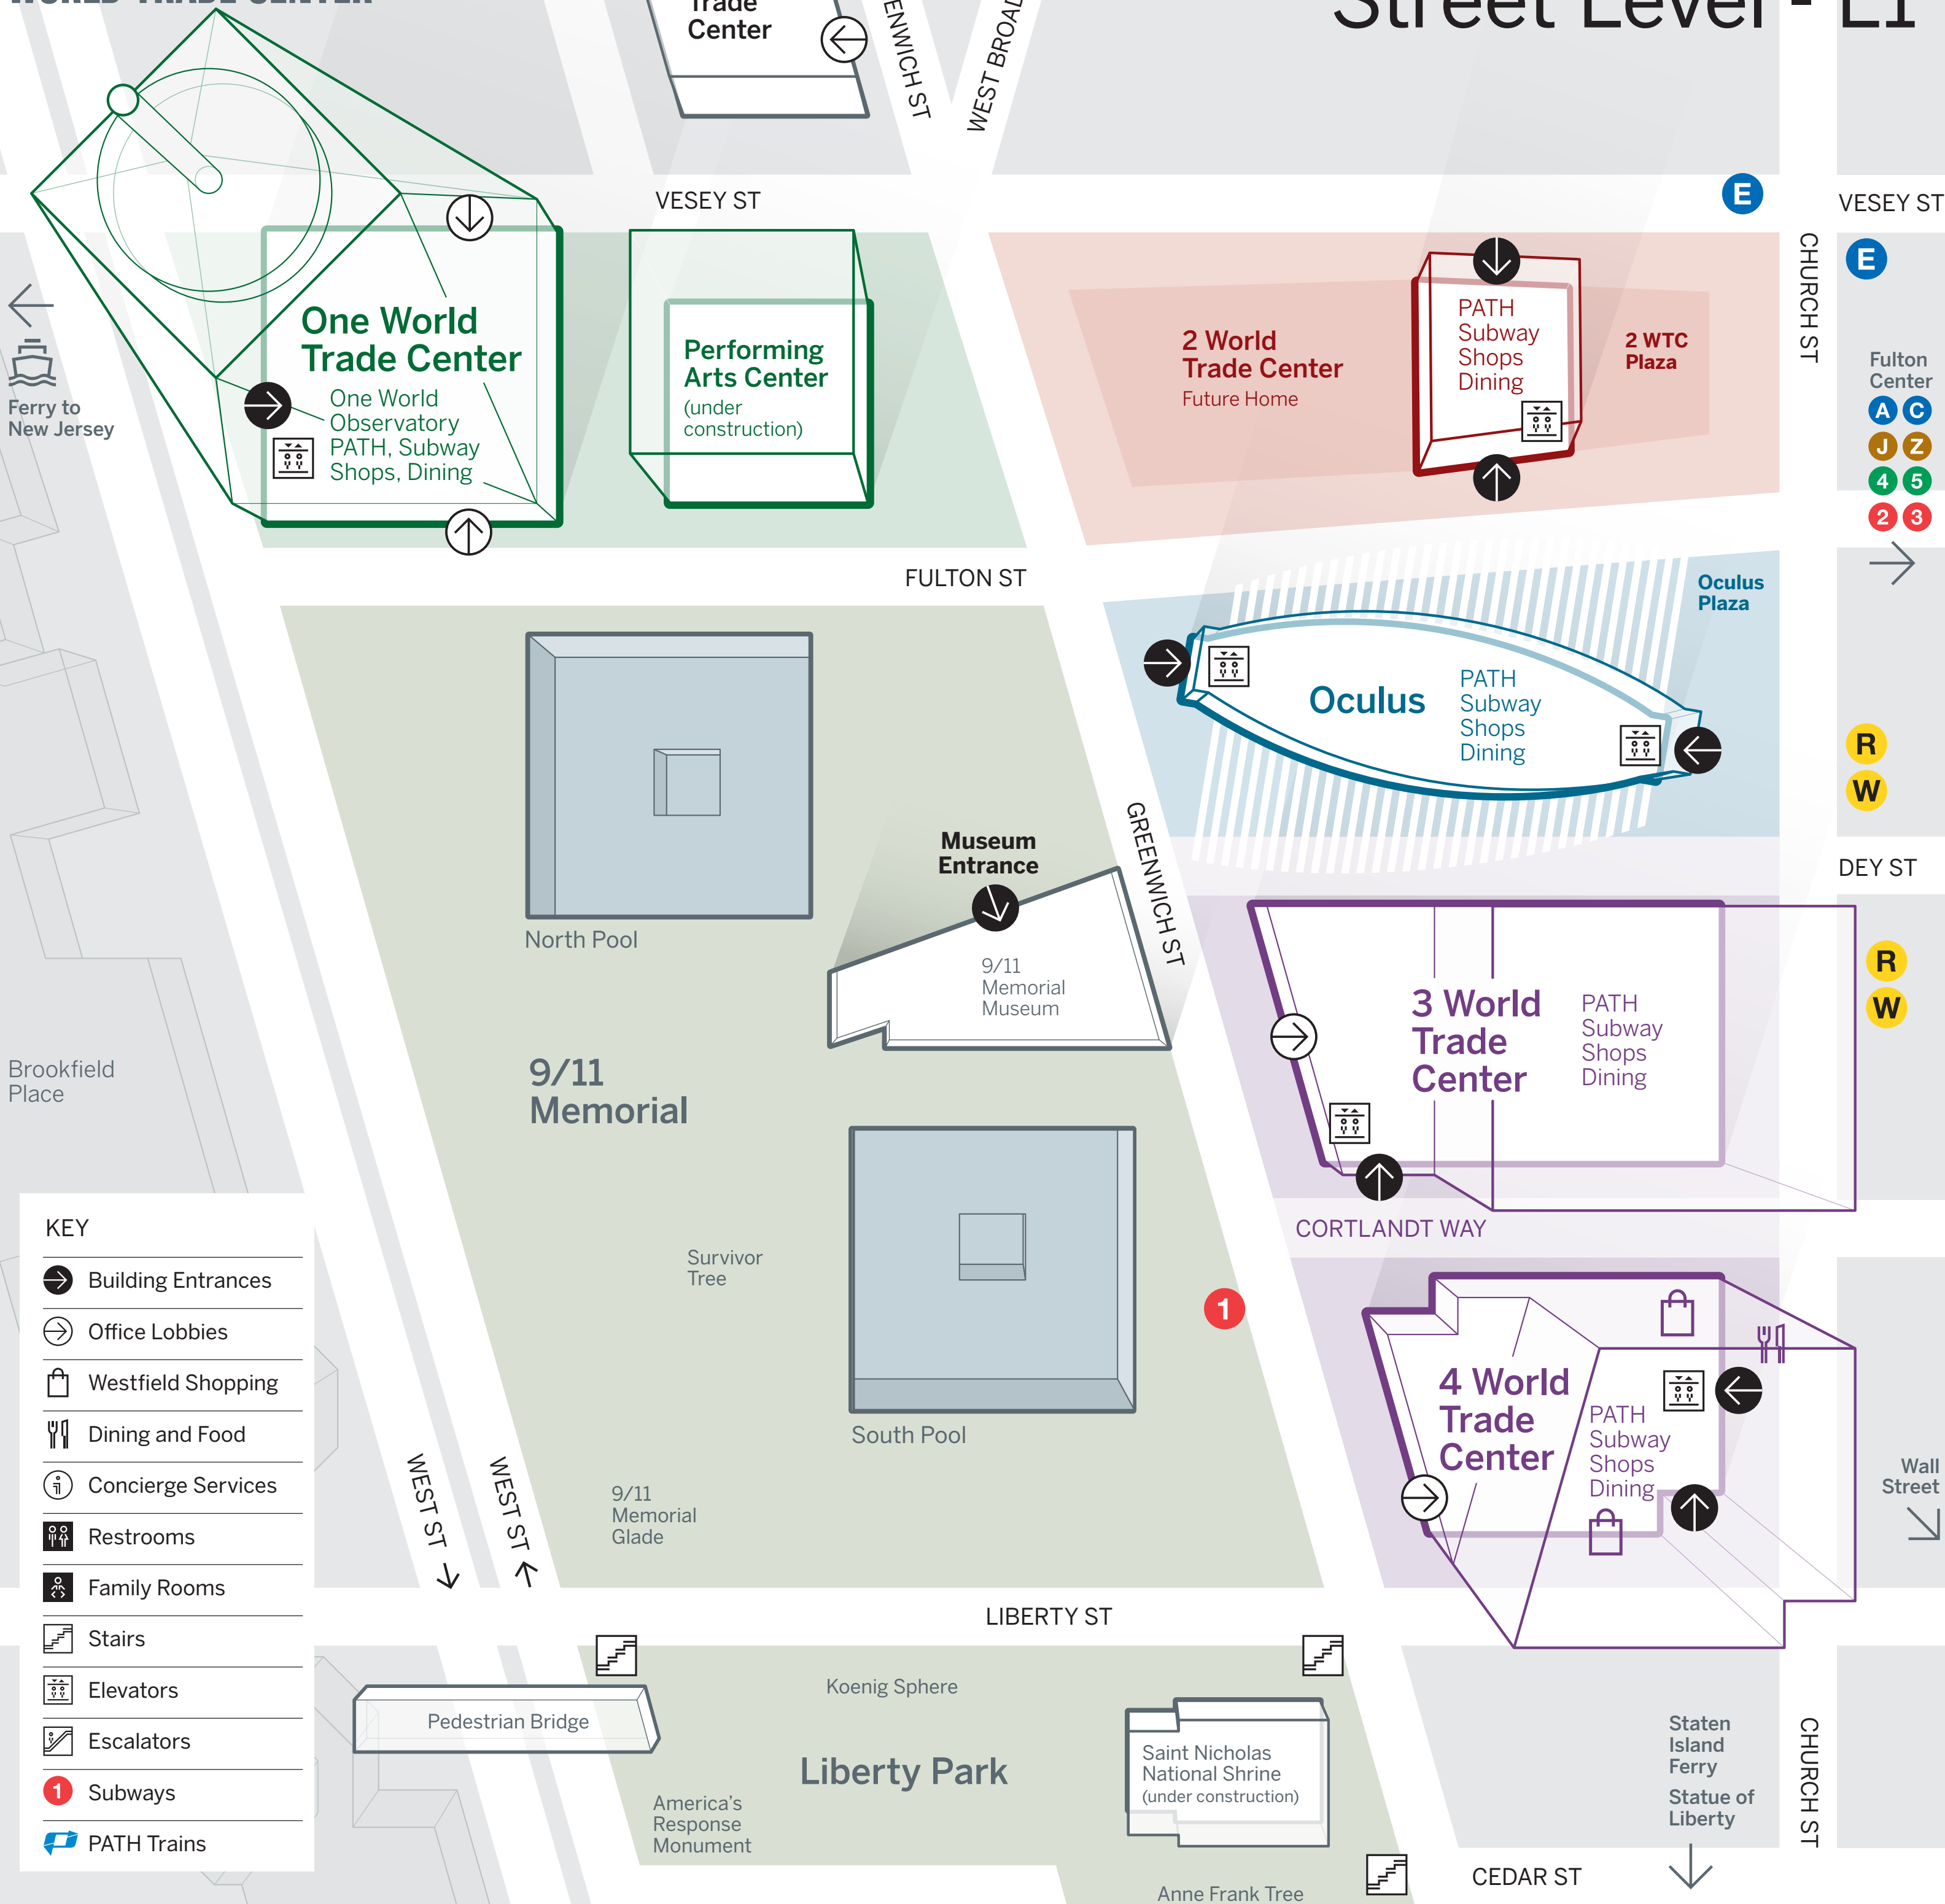 WORLD TRADE CENTER
Street Level - L1
Trade
Center
GREENWICH ST
WEST BROAD
VESEY ST
E
VESEY ST
One World
Trade Center
One World
Observatory
PATH, Subway
Shops, Dining
Performing
Arts Center
(under
construction)
2 World
Trade Center
Future Home
PATH
Subway
Shops
Dining
2 WTC
Plaza
CHURCH ST
E
Fulton
Center
A C
J Z
4 5
2 3
Ferry to
New Jersey
FULTON ST
Oculus
Plaza
Oculus
PATH
Subway
Shops
Dining
R
W
DEY ST
North Pool
Museum
Entrance
GREENWICH ST
9/11
Memorial
Museum
9/11
Memorial
3 World
Trade
Center
PATH
Subway
Shops
Dining
R
W
Brookfield
Place
CORTLANDT WAY
Survivor
Tree
1
South Pool
4 World
Trade
Center
PATH
Subway
Shops
Dining
Wall
Street
9/11
Memorial
Glade
WEST ST
WEST ST
LIBERTY ST
KEY
Building Entrances
Office Lobbies
Westfield Shopping
Dining and Food
Concierge Services
Restrooms
Family Rooms
Stairs
Elevators
Escalators
1 Subways
PATH Trains
Pedestrian Bridge
Koenig Sphere
Liberty Park
America's
Response
Monument
Saint Nicholas
National Shrine
(under construction)
Anne Frank Tree
Staten
Island
Ferry
Statue of
Liberty
CHURCH ST
CEDAR ST